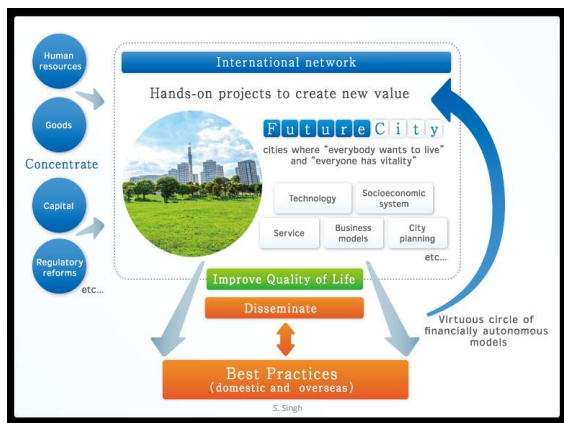 Human
resources
Goods
Concentrate
Capital
Regulatory
reforms
etc...
International network
Hands-on projects to create new value
FutureCity
cities where "everybody wants to live"
and "everyone has vitality"
Technology
Socioeconomic
system
Service
Business
models
City
planning
etc...
Improve Quality of Life
Disseminate
Best Practices
(domestic and overseas)
Virtuous circle of
financially autonomous
models
S. Singh